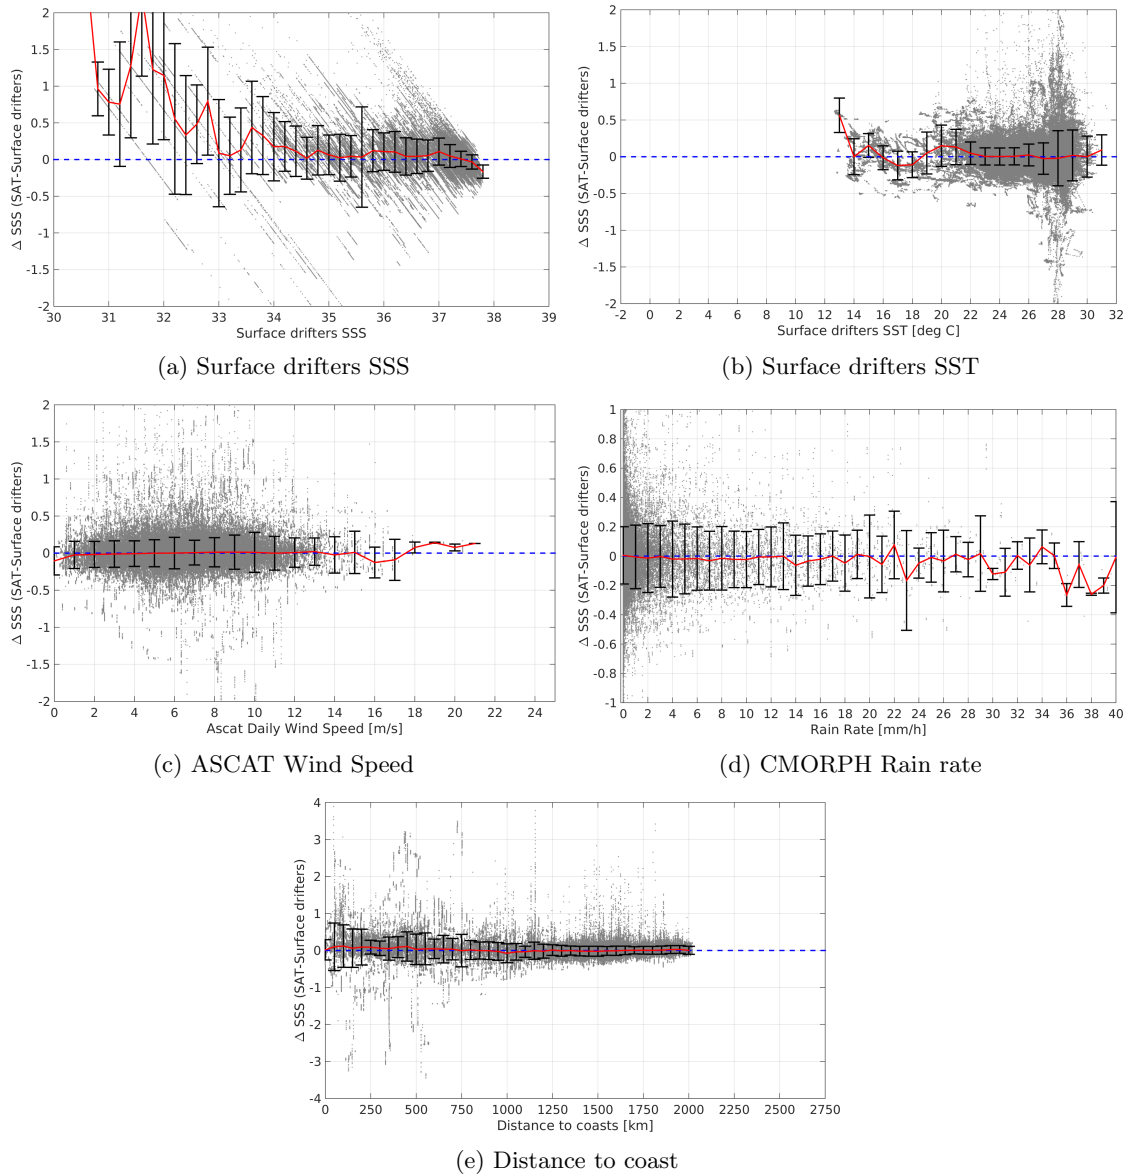 2
1.5
1
0.5
0
-0.5
-1
-1.5
-2
Δ SSS (SAT-Surface drifters)
30 31 32 33 34 35 36 37 38 39
Surface drifters SSS
(a) Surface drifters SSS
2
1.5
1
0.5
0
-0.5
-1
-1.5
-2
Δ SSS (SAT-Surface drifters)
-2 0 2 4 6 8 10 12 14 16 18 20 22 24 26 28 30 32
Surface drifters SST [deg C]
(b) Surface drifters SST
2
1.5
1
0.5
0
-0.5
-1
-1.5
-2
Δ SSS (SAT-Surface drifters)
0 2 4 6 8 10 12 14 16 18 20 22 24
Ascat Daily Wind Speed [m/s]
(c) ASCAT Wind Speed
1
0.8
0.6
0.4
0.2
0
-0.2
-0.4
-0.6
-0.8
-1
Δ SSS (SAT-Surface drifters)
0 2 4 6 8 10 12 14 16 18 20 22 24 26 28 30 32 34 36 38 40
Rain Rate [mm/h]
(d) CMORPH Rain rate
4
3
2
1
0
-1
-2
-3
-4
Δ SSS (SAT-Surface drifters)
0 250 500 750 1000 1250 1500 1750 2000 2250 2500 2750
Distance to coasts [km]
(e) Distance to coast